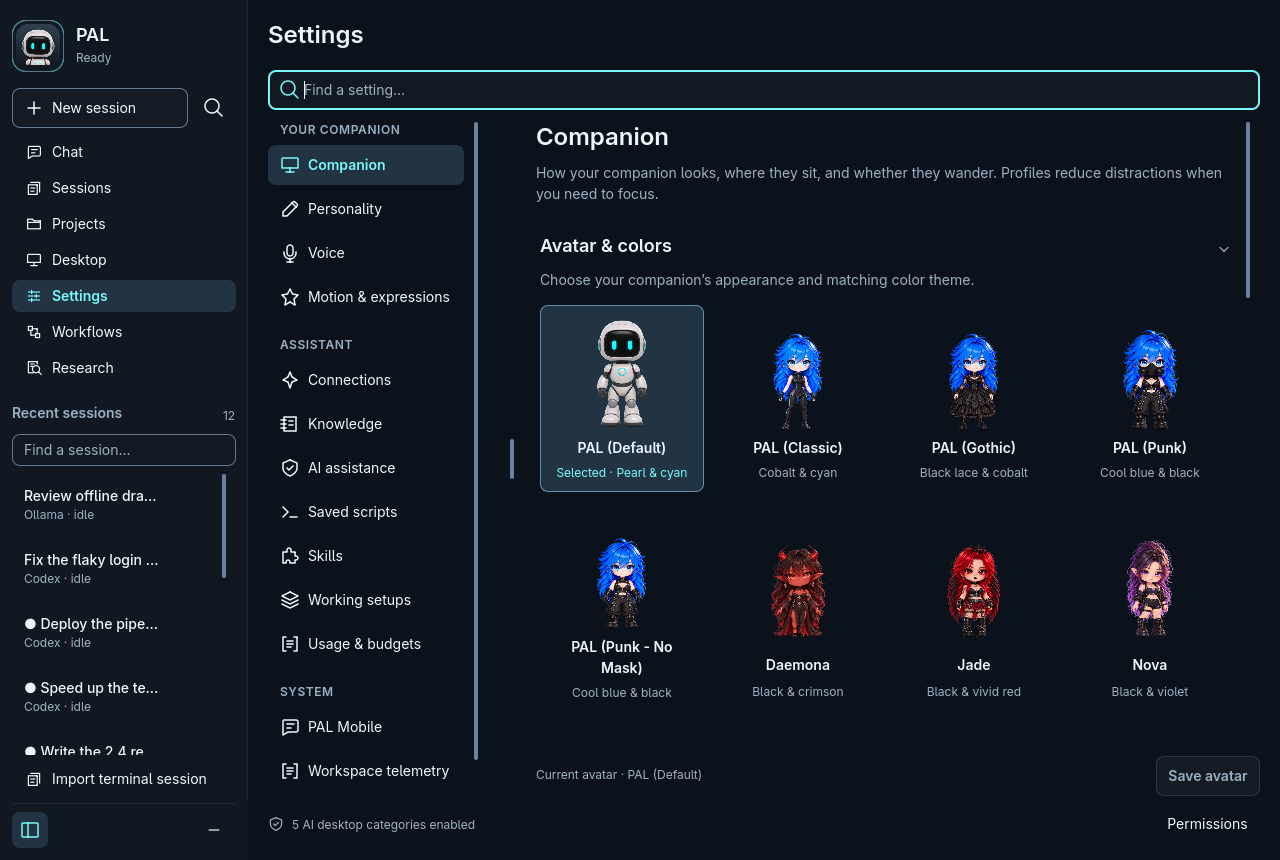 PAL
Ready
New session
Chat
Sessions
Projects
Desktop
Settings
Workflows
Research
Recent sessions
12
Find a session...
Review offline dra...
Ollama · idle
Fix the flaky login ...
Codex · idle
Deploy the pipe...
Codex · idle
Speed up the te...
Codex · idle
Write the 2.4 re
Import terminal session
Settings
Find a setting...
YOUR COMPANION
Companion
Personality
Voice
Motion & expressions
ASSISTANT
Connections
Knowledge
AI assistance
Saved scripts
Skills
Working setups
Usage & budgets
SYSTEM
PAL Mobile
Workspace telemetry
Companion
How your companion looks, where they sit, and whether they wander. Profiles reduce distractions when
you need to focus.
Avatar & colors
Choose your companion’s appearance and matching color theme.
PAL (Default)
Selected · Pearl & cyan
PAL (Classic)
Cobalt & cyan
PAL (Gothic)
Black lace & cobalt
PAL (Punk)
Cool blue & black
PAL (Punk - No
Mask)
Cool blue & black
Daemona
Black & crimson
Jade
Black & vivid red
Nova
Black & violet
Current avatar · PAL (Default)
Save avatar
5 AI desktop categories enabled
Permissions